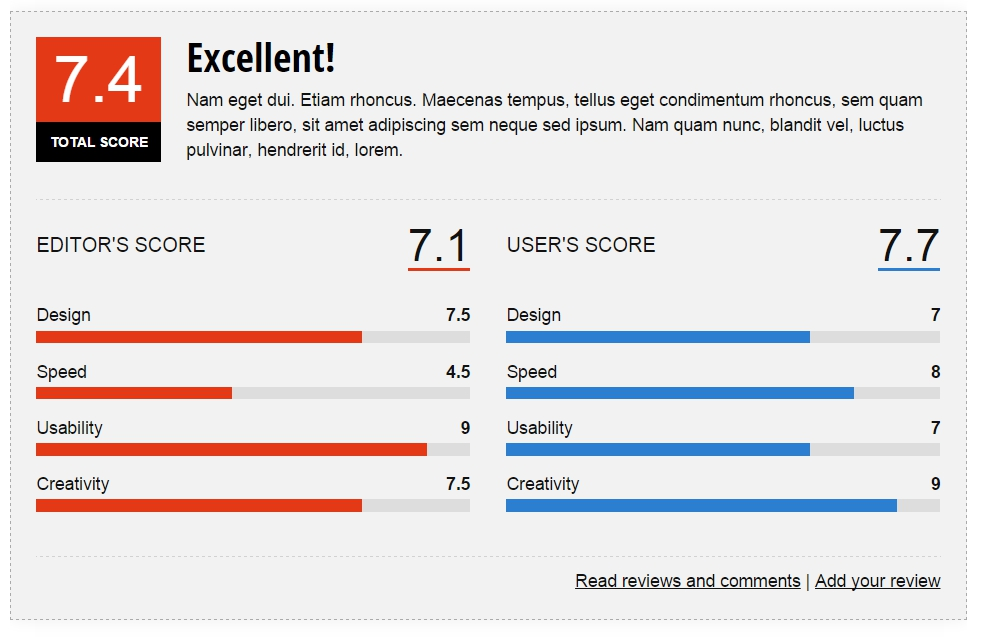 7.4
TOTAL SCORE
Excellent!
Nam eget dui. Etiam rhoncus. Maecenas tempus, tellus eget condimentum rhoncus, sem quam
semper libero, sit amet adipiscing sem neque sed ipsum. Nam quam nunc, blandit vel, luctus
pulvinar, hendrerit id, lorem.
EDITOR'S SCORE 7.1
Design 7.5
Speed 4.5
Usability 9
Creativity 7.5
USER'S SCORE 7.7
Design 7
Speed 8
Usability 7
Creativity 9
Read reviews and comments | Add your review